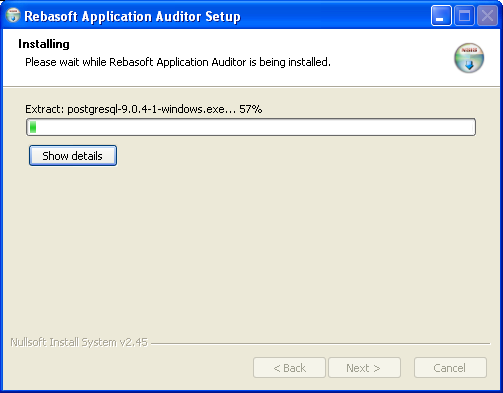 Rebasoft Application Auditor Setup
Installing
Please wait while Rebasoft Application Auditor is being installed.
Extract: postgresql-9.0.4-1-windows.exe... 57%
Show details
Nullsoft Install System v2.45
< Back Next > Cancel